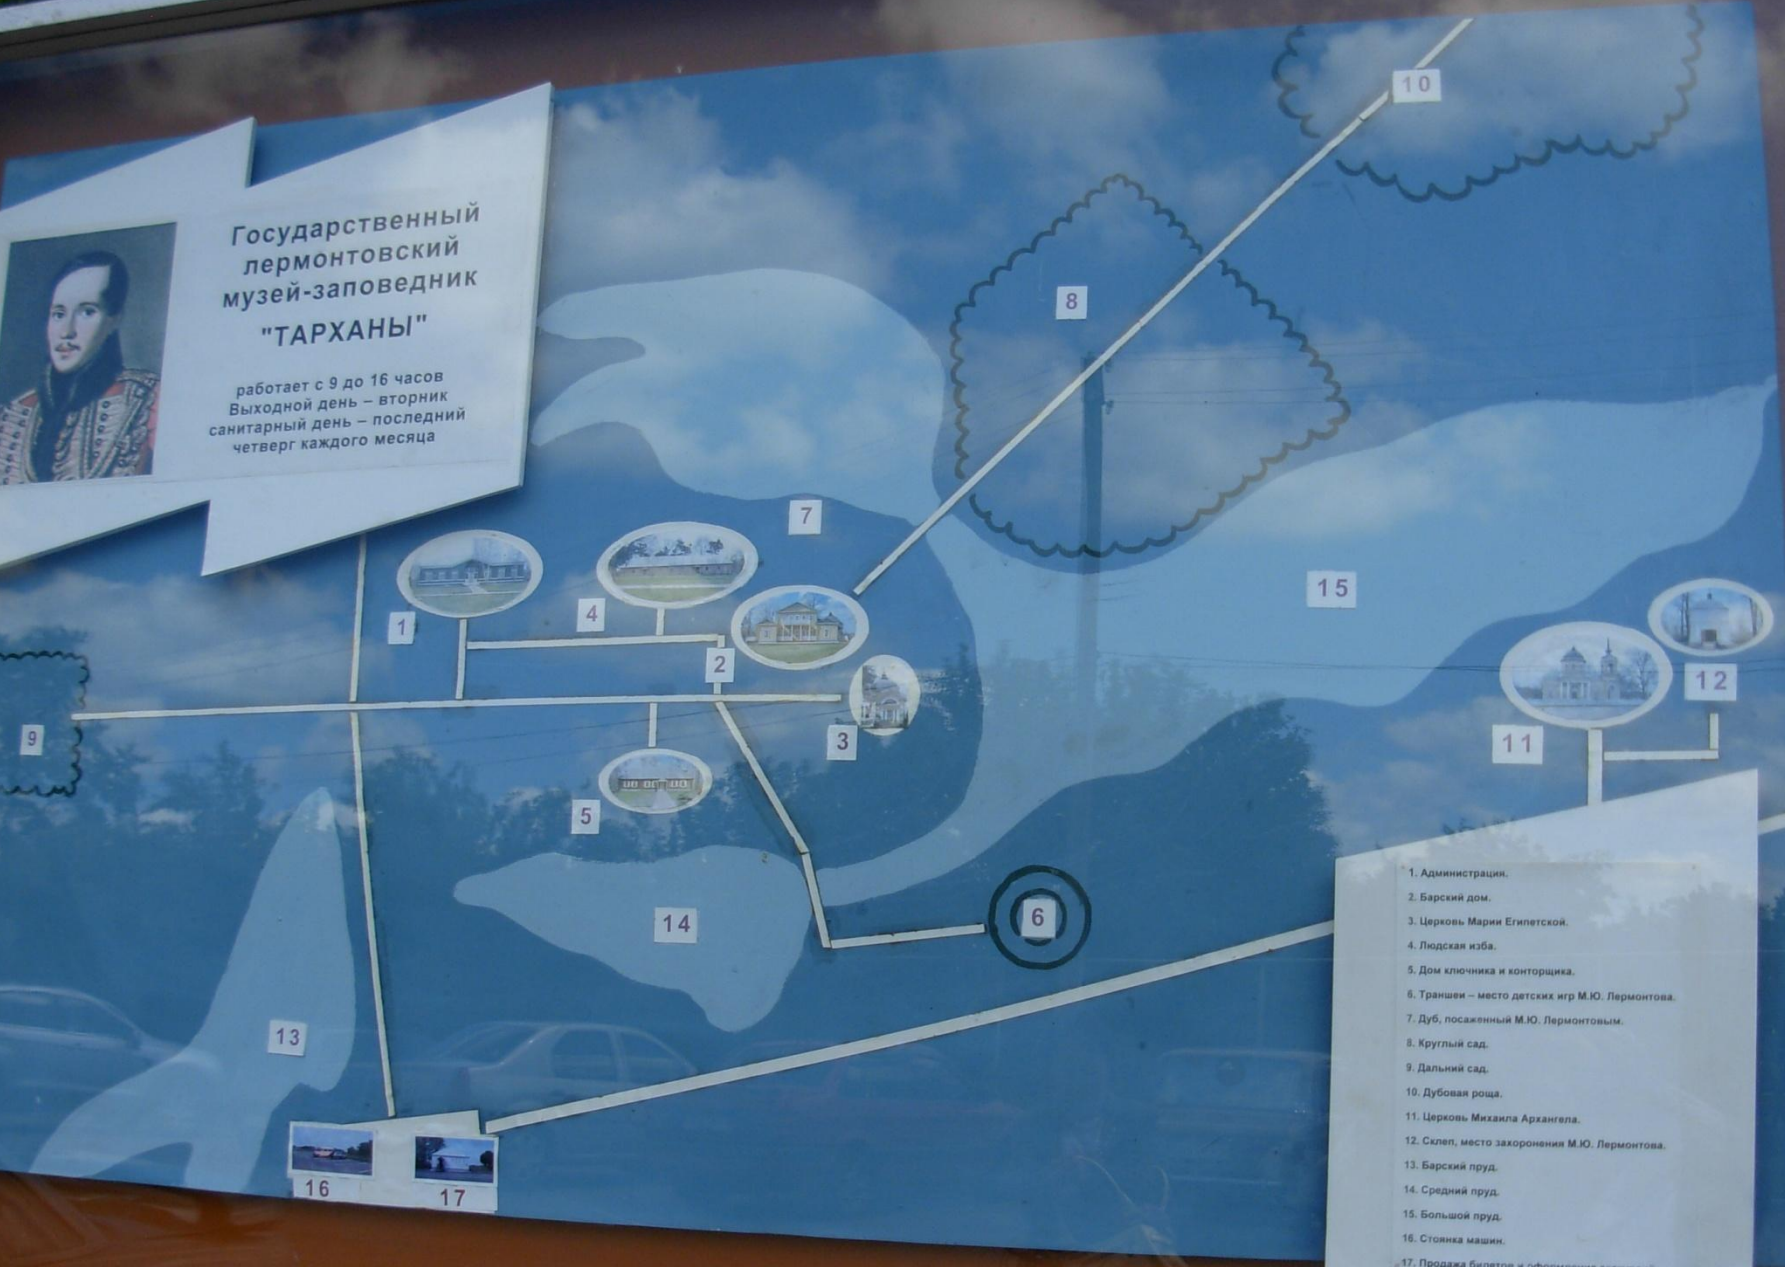 Государственный
лермонтовский
музей-заповедник
"ТАРХАНЫ"
работает с 9 до 16 часов
Выходной день – вторник
санитарный день – последний
четверг каждого месяца
10
8
7
15
1
4
2
12
11
9
3
5
14
6
13
16
17
1. Администрация.
2. Барский дом.
3. Церковь Марии Египетской.
4. Людская изба.
5. Дом ключника и конторщика.
6. Траншеи – место детских игр М.Ю. Лермонтова.
7. Дуб, посаженный М.Ю. Лермонтовым.
8. Круглый сад.
9. Дальний сад.
10. Дубовая роща.
11. Церковь Михаила Архангела.
12. Склеп, место захоронения М.Ю. Лермонтова.
13. Барский пруд.
14. Средний пруд.
15. Большой пруд.
16. Стоянка машин.
17. Продажа билетов и